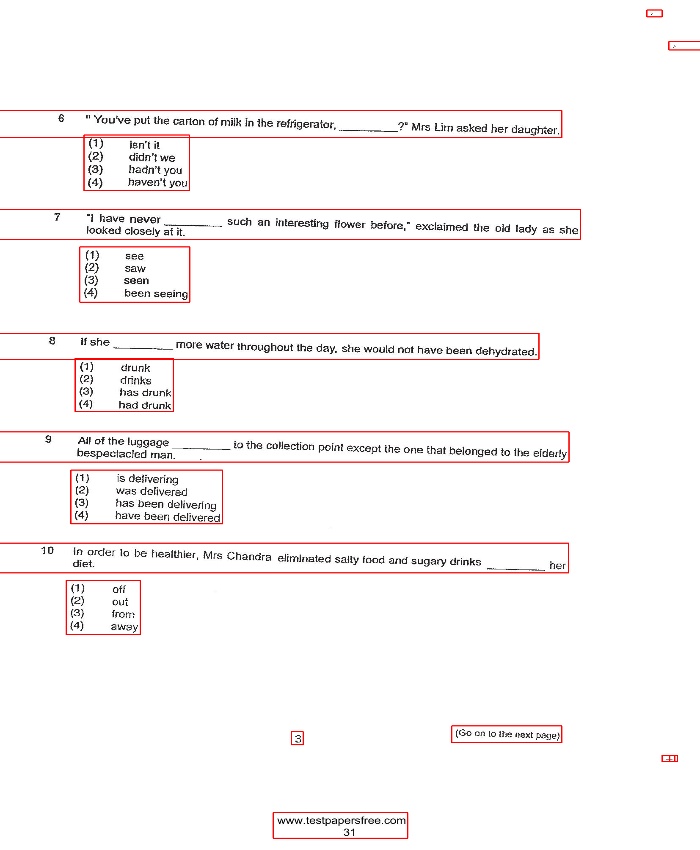 6 " You've put the carton of milk in the refrigerator, __________?" Mrs Lim asked her daughter.
(1) isn't it
(2) didn't we
(3) hadn't you
(4) haven't you
7 "I have never __________ such an interesting flower before," exclaimed the old lady as she
looked closely at it.
(1) see
(2) saw
(3) seen
(4) been seeing
8 If she __________ more water throughout the day, she would not have been dehydrated.
(1) drunk
(2) drinks
(3) has drunk
(4) had drunk
9 All of the luggage __________ to the collection point except the one that belonged to the elderly
bespectacled man.
(1) is delivering
(2) was delivered
(3) has been delivering
(4) have been delivered
10 In order to be healthier, Mrs Chandra eliminated salty food and sugary drinks __________ her
diet.
(1) off
(2) out
(3) from
(4) away
3
(Go on to the next page)
www.testpapersfree.com
31